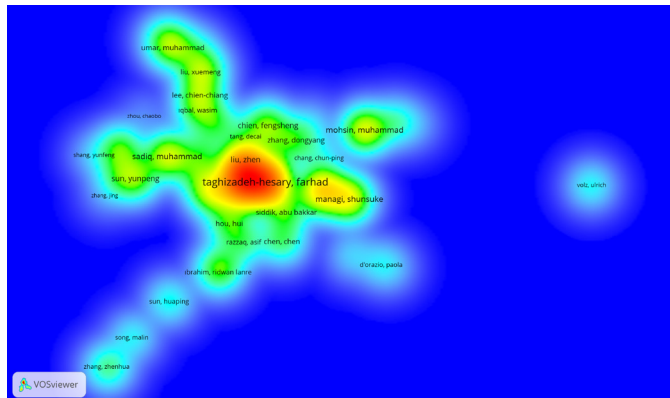 umar, muhammad
liu, xuemeng
lee, chien-chiang
iqbal, wasim
zhou, chaobo
chien, fengsheng
mohsin, muhammad
tang, decai
zhang, dongyang
shang, yunfeng
sadiq, muhammad
liu, zhen
chang, chun-ping
sun, yunpeng
taghizadeh-hesary, farhad
volz, ulrich
zhang, jing
managi, shunsuke
siddik, abu bakkar
hou, hui
razzaq, asif
chen, chen
d'orazio, paola
ibrahim, ridwan lanre
sun, huaping
song, malin
zhang, zhenhua
VOSviewer